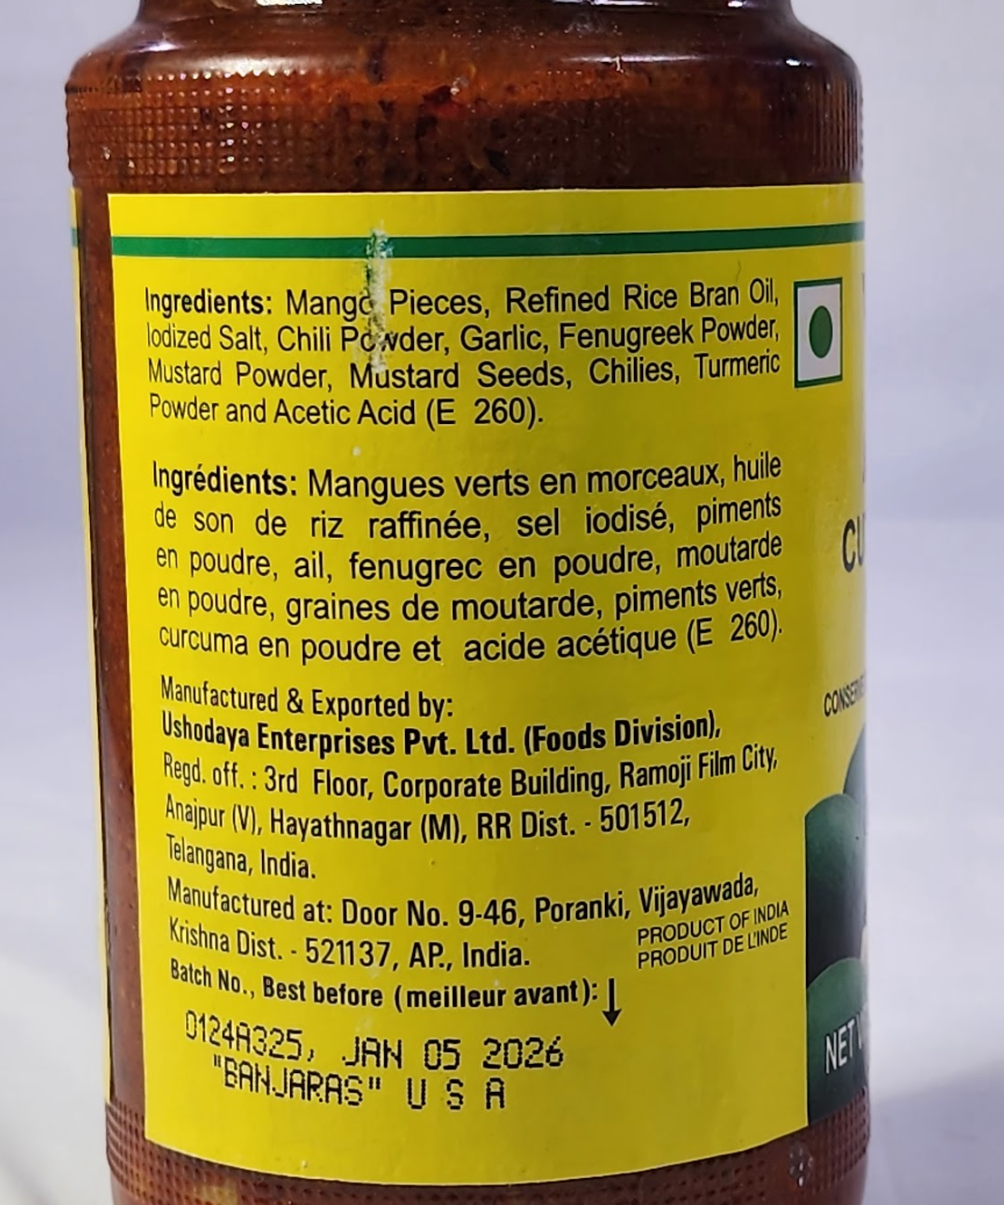 Ingredients: Mango Pieces, Refined Rice Bran Oil,
Iodized Salt, Chili Powder, Garlic, Fenugreek Powder,
Mustard Powder, Mustard Seeds, Chilies, Turmeric
Powder and Acetic Acid (E 260).
Ingrédients: Mangues verts en morceaux, huile
de son de riz raffinée, sel iodisé, piments
en poudre, ail, fenugrec en poudre, moutarde
en poudre, graines de moutarde, piments verts,
curcuma en poudre et acide acétique (E 260).
Manufactured & Exported by:
Ushodaya Enterprises Pvt. Ltd. (Foods Division),
Regd. off. : 3rd Floor, Corporate Building, Ramoji Film City,
Anajpur (V), Hayathnagar (M), RR Dist. - 501512,
Telangana, India.
Manufactured at: Door No. 9-46, Poranki, Vijayawada,
Krishna Dist. - 521137, AP., India.
PRODUCT OF INDIA
PRODUIT DE L'INDE
Batch No., Best before (meilleur avant):
0124A325, JAN 05 2026
"BANJARAS" U S A
NET